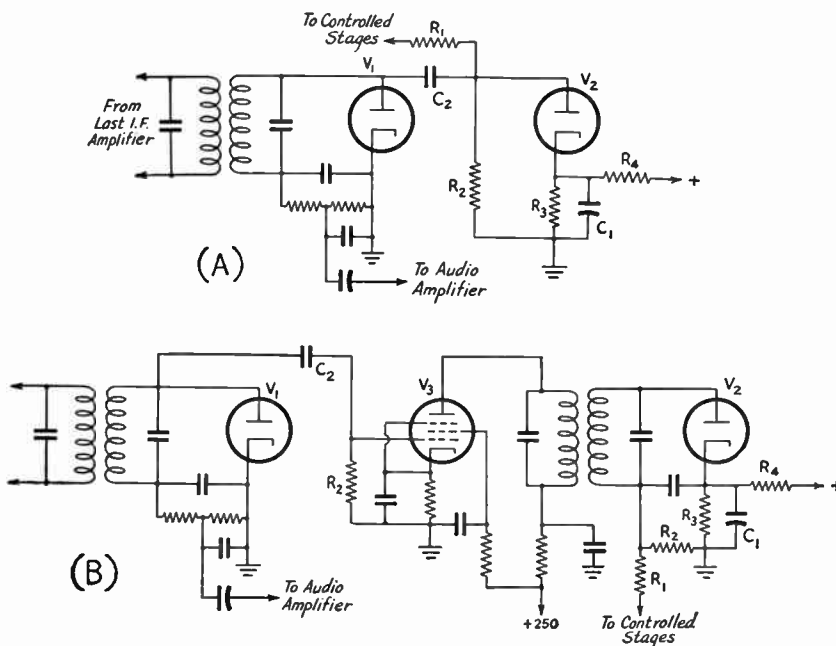 To Controlled
Stages
R1
V1
C2
V2
From
Last I.F.
Amplifier
R2
R4
+
R3
C1
(A)
To Audio
Amplifier
C2
V1
V3
V2
R2
R4
+
R3
C1
R2
R1
(B)
To Audio
Amplifier
+250
To Controlled
Stages